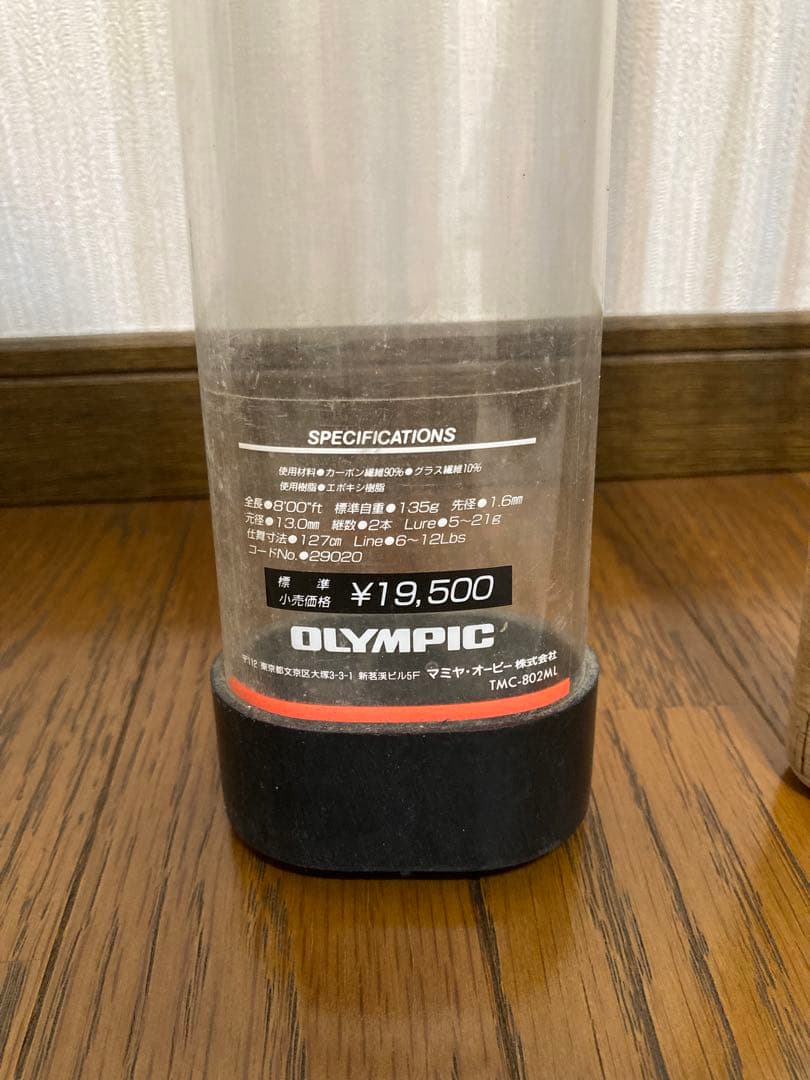 SPECIFICATIONS
使用材料●カーボン繊維90%●グラス繊維10%
使用樹脂●エポキシ樹脂
全長●8'00"ft 標準自重●135g 先径●1.6mm
元径●13.0mm 継数●2本 Lure●5~21g
仕舞寸法●127cm Line●6~12Lbs
コードNo.●29020
標準
小売価格 ¥19,500
OLYMPIC
〒112 東京都文京区大塚3-3-1 新茗溪ビル5F マミヤ・オーピー株式会社
TMC-802ML